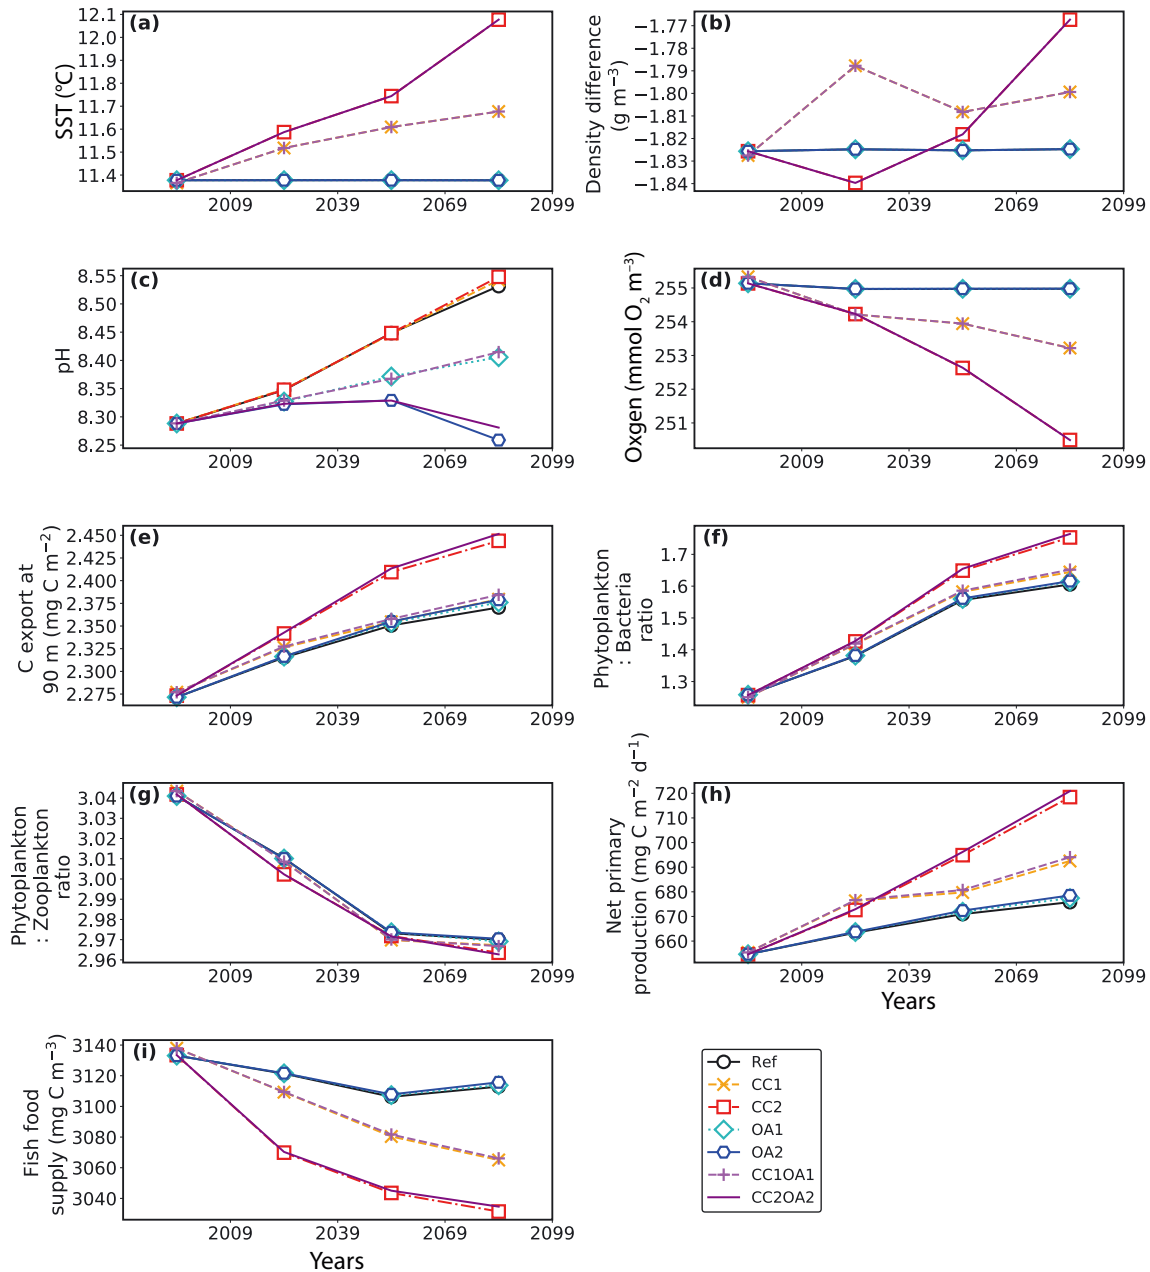 (a)
SST (℃)
12.1
12.0
11.9
11.8
11.7
11.6
11.5
11.4
2009 2039 2069 2099
(b)
Density difference
(g m⁻³)
−1.77
−1.78
−1.79
−1.80
−1.81
−1.82
−1.83
−1.84
2009 2039 2069 2099
(c)
pH
8.55
8.50
8.45
8.40
8.35
8.30
8.25
2009 2039 2069 2099
(d)
Oxgen (mmol O₂ m⁻³)
255
254
253
252
251
2009 2039 2069 2099
(e)
C export at
90 m (mg C m⁻²)
2.450
2.425
2.400
2.375
2.350
2.325
2.300
2.275
2009 2039 2069 2099
(f)
Phytoplankton
: Bacteria
ratio
1.7
1.6
1.5
1.4
1.3
2009 2039 2069 2099
(g)
Phytoplankton
: Zooplankton
ratio
3.04
3.03
3.02
3.01
3.00
2.99
2.98
2.97
2.96
2009 2039 2069 2099
(h)
Net primary
production (mg C m⁻² d⁻¹)
720
710
700
690
680
670
660
2009 2039 2069 2099
Years
(i)
Fish food
supply (mg C m⁻³)
3140
3120
3100
3080
3060
3040
2009 2039 2069 2099
Years
Ref
CC1
CC2
OA1
OA2
CC1OA1
CC2OA2